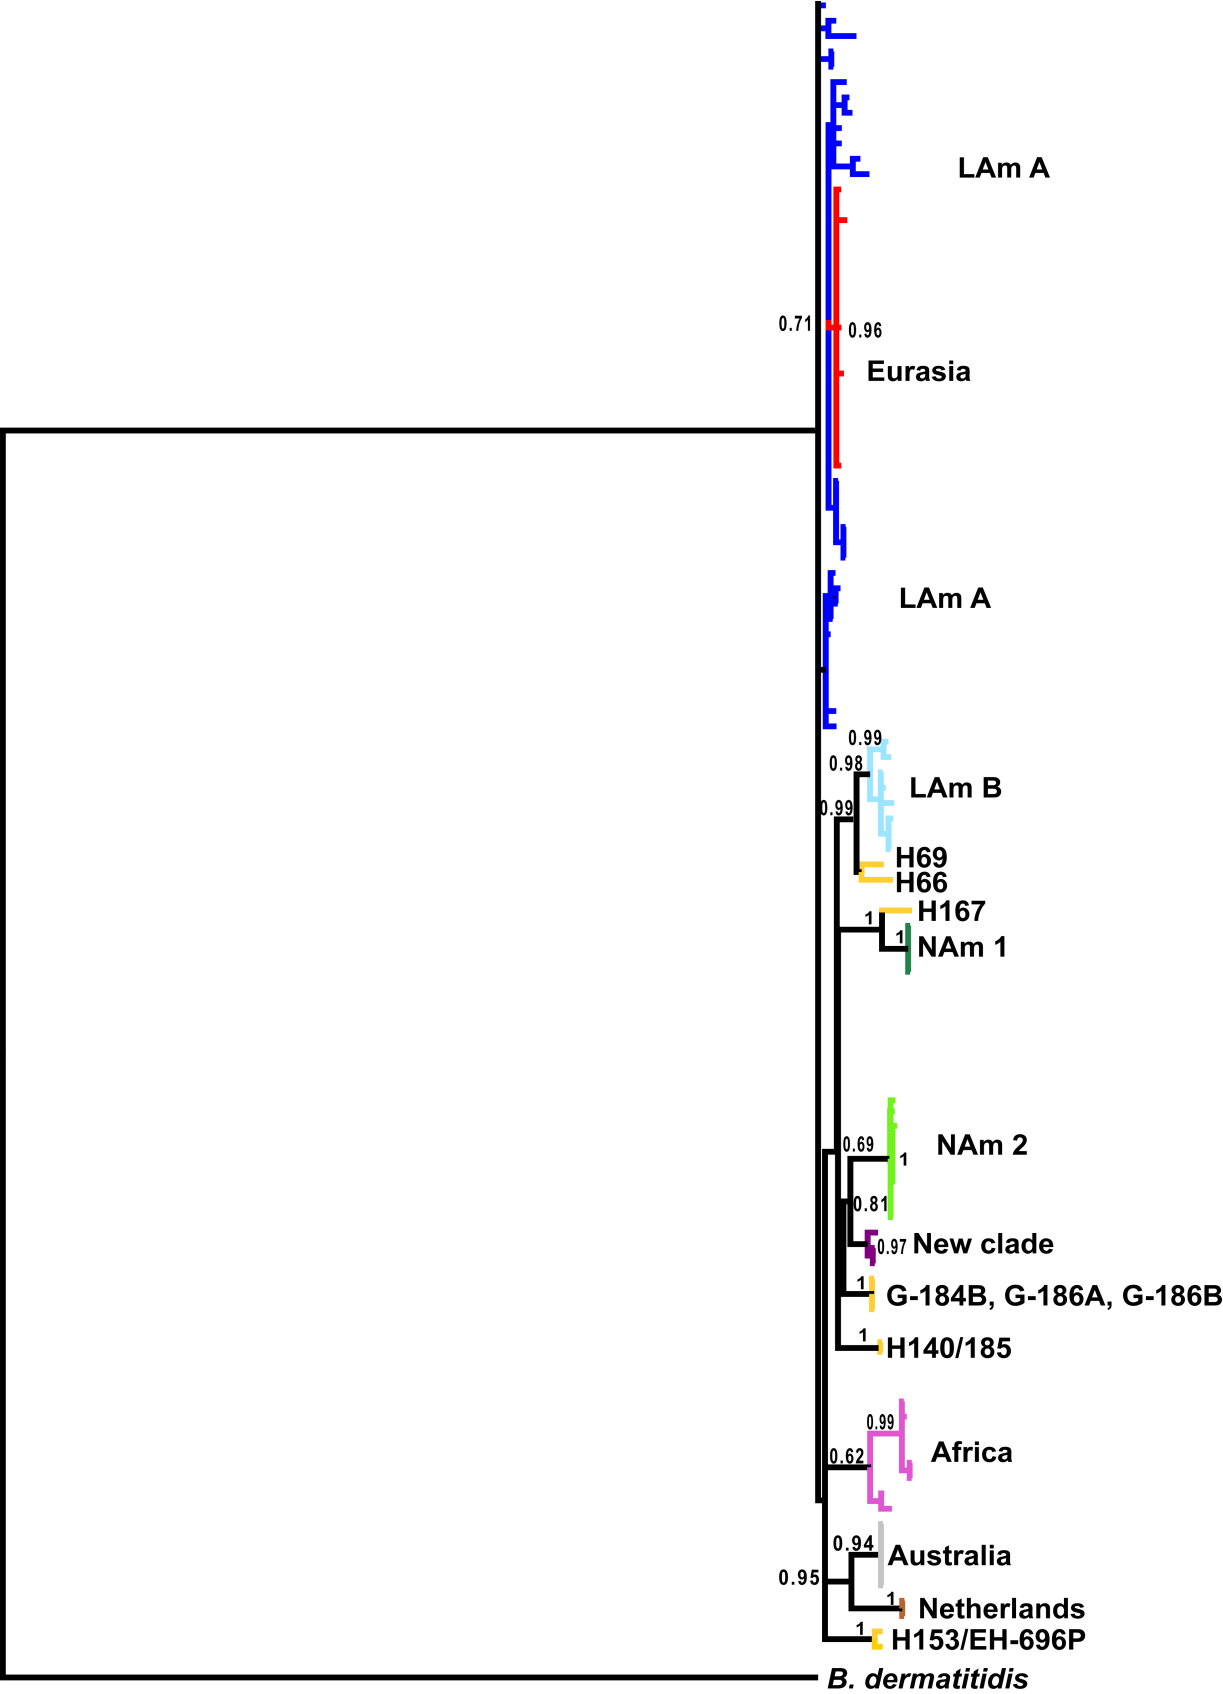 LAm A
0.71
0.96
Eurasia
LAm A
0.99
0.98
LAm B
0.99
H69
H66
H167
1
1
NAm 1
0.69
NAm 2
1
0.81
0.97 New clade
1
G-184B, G-186A, G-186B
1
H140/185
0.99
Africa
0.62
0.94
Australia
0.95
1
Netherlands
1
H153/EH-696P
B. dermatitidis